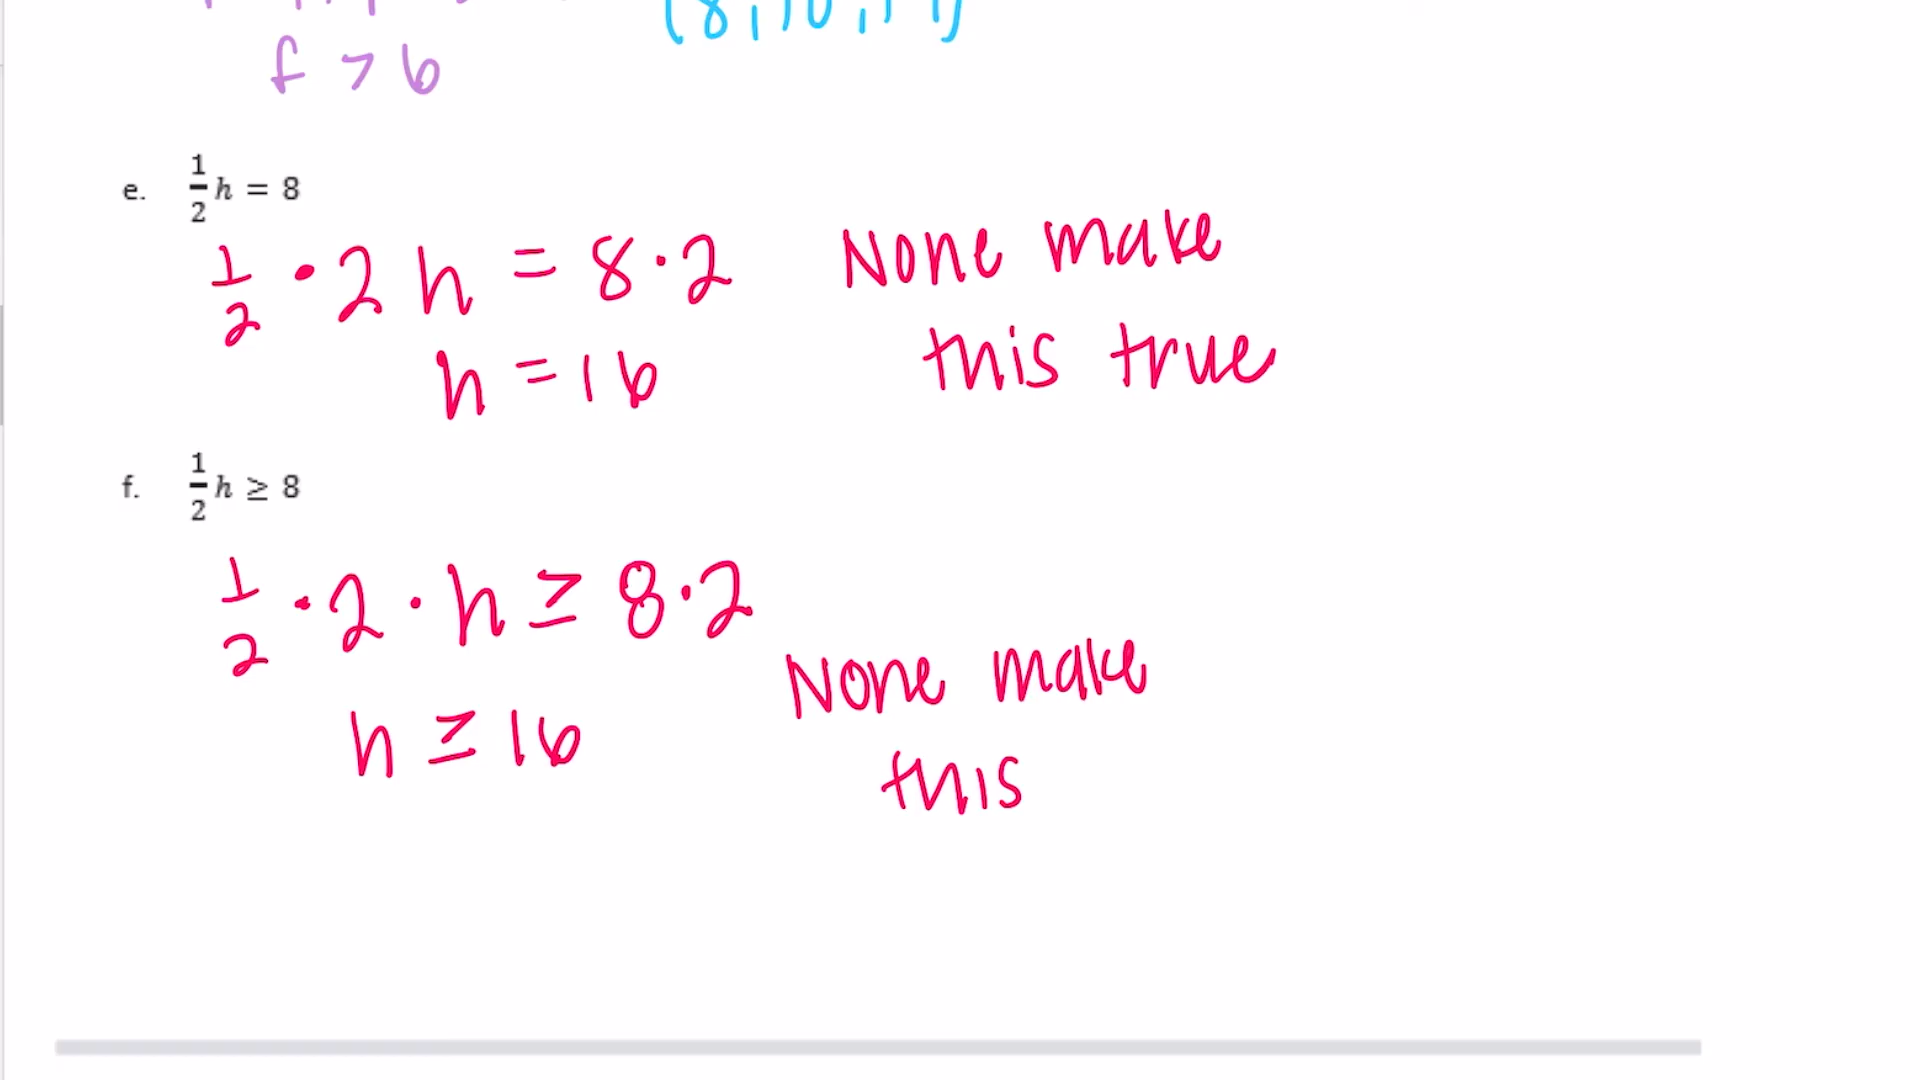 f > 6
e. 1/2 h = 8
1/2 • 2 h = 8 • 2
h = 16
None make
this true
f. 1/2 h ≥ 8
1/2 • 2 • h ≥ 8 • 2
h ≥ 16
None make
this